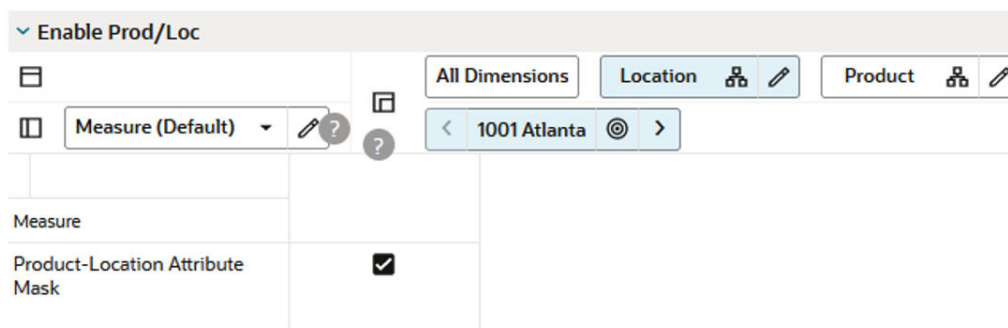 Enable Prod/Loc
All Dimensions Location Product
Measure (Default) ? 1001 Atlanta
?
Measure
Product-Location Attribute
Mask